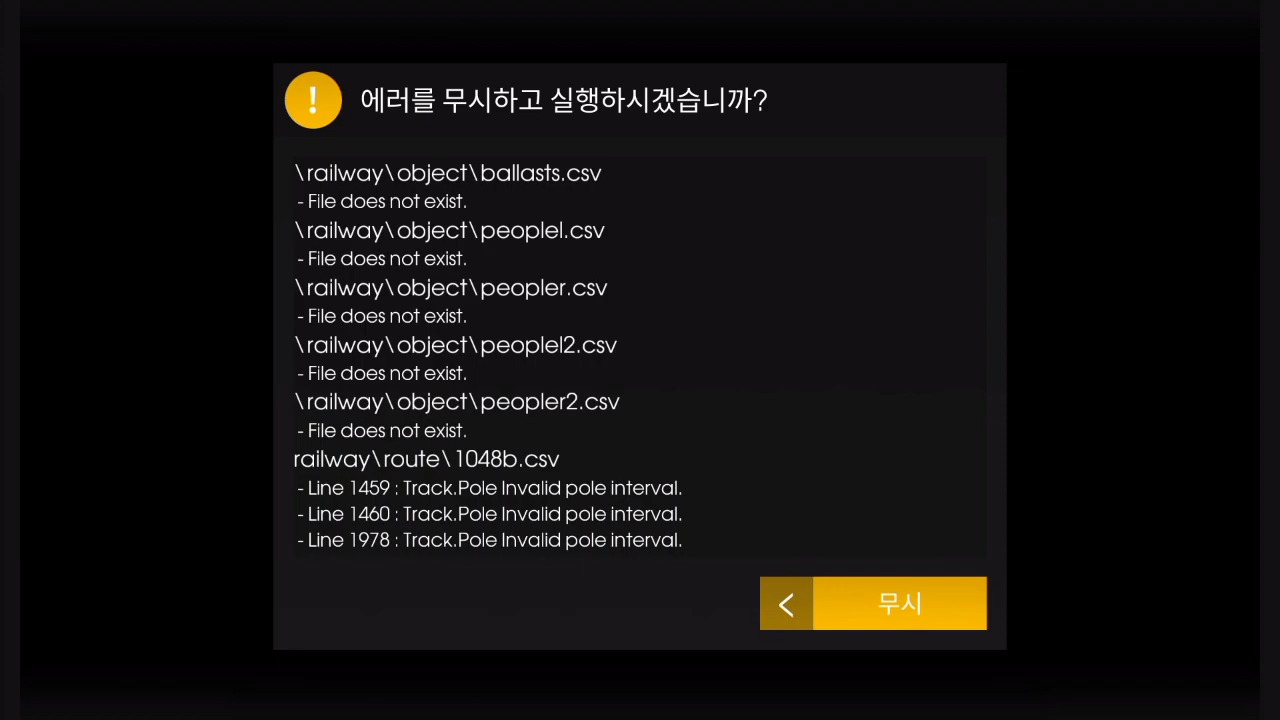 !
에러를 무시하고 실행하시겠습니까?
\railway\object\ballasts.csv
- File does not exist.
\railway\object\peoplel.csv
- File does not exist.
\railway\object\peopler.csv
- File does not exist.
\railway\object\peoplel2.csv
- File does not exist.
\railway\object\peopler2.csv
- File does not exist.
railway\route\1048b.csv
- Line 1459 : Track.Pole Invalid pole interval.
- Line 1460 : Track.Pole Invalid pole interval.
- Line 1978 : Track.Pole Invalid pole interval.
< 무시